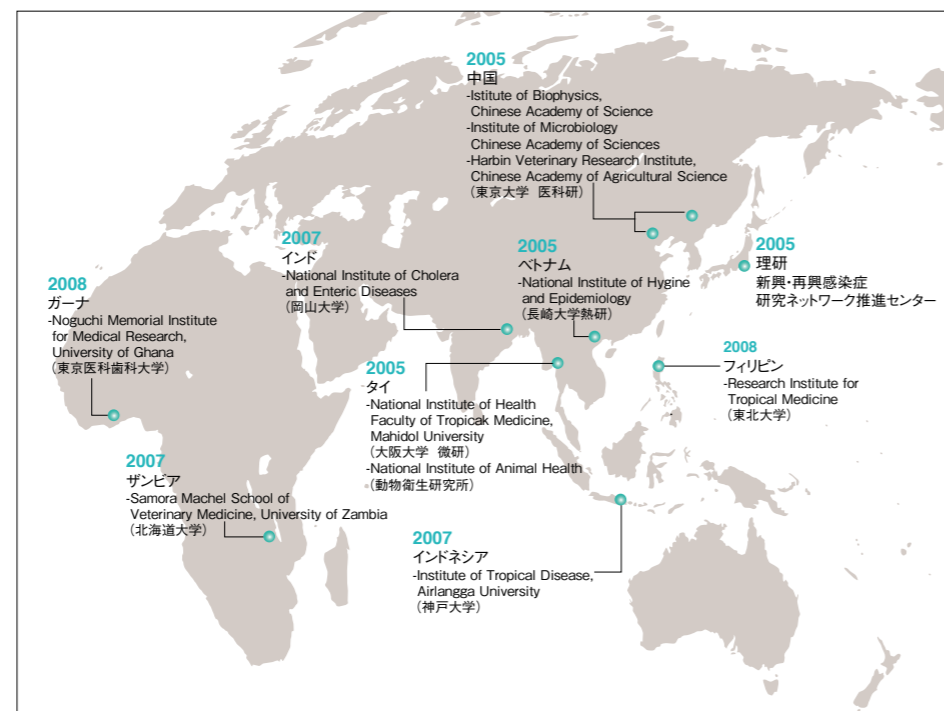 2005
中国
-Istitute of Biophysics,
Chinese Academy of Science
-Institute of Microbiology
Chinese Academy of Sciences
-Harbin Veterinary Research Institute,
Chinese Academy of Agricultural Science
（東京大学 医科研）
2007
インド
-National Institute of Cholera
and Enteric Diseases
（岡山大学）
2005
ベトナム
-National Institute of Hygine
and Epidemiology
（長崎大学熱研）
2005
理研
新興・再興感染症
研究ネットワーク推進センター
2008
ガーナ
-Noguchi Memorial Institute
for Medical Research,
University of Ghana
（東京医科歯科大学）
2005
タイ
-National Institute of Health
Faculty of Tropicak Medicine,
Mahidol University
（大阪大学 微研）
-National Institute of Animal Health
（動物衛生研究所）
2008
フィリピン
-Research Institute for
Tropical Medicine
（東北大学）
2007
ザンビア
-Samora Machel School of
Veterinary Medicine, University of Zambia
（北海道大学）
2007
インドネシア
-Institute of Tropical Disease,
Airlangga University
（神戸大学）